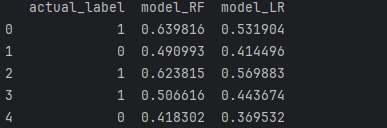 actual_label model_RF model_LR
0 1 0.639816 0.531904
1 0 0.490993 0.414496
2 1 0.623815 0.569883
3 1 0.506616 0.443674
4 0 0.418302 0.369532